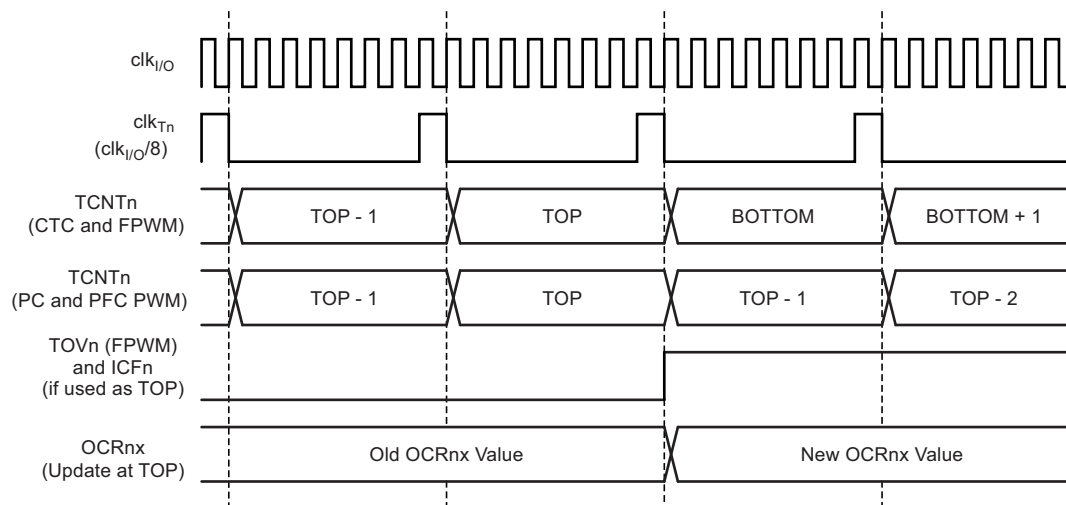 clkI/O
clkTn
(clkI/O/8)
TCNTn
(CTC and FPWM)
TOP - 1
TOP
BOTTOM
BOTTOM + 1
TCNTn
(PC and PFC PWM)
TOP - 1
TOP
TOP - 1
TOP - 2
TOVn (FPWM)
and ICFn
(if used as TOP)
OCRnx
(Update at TOP)
Old OCRnx Value
New OCRnx Value